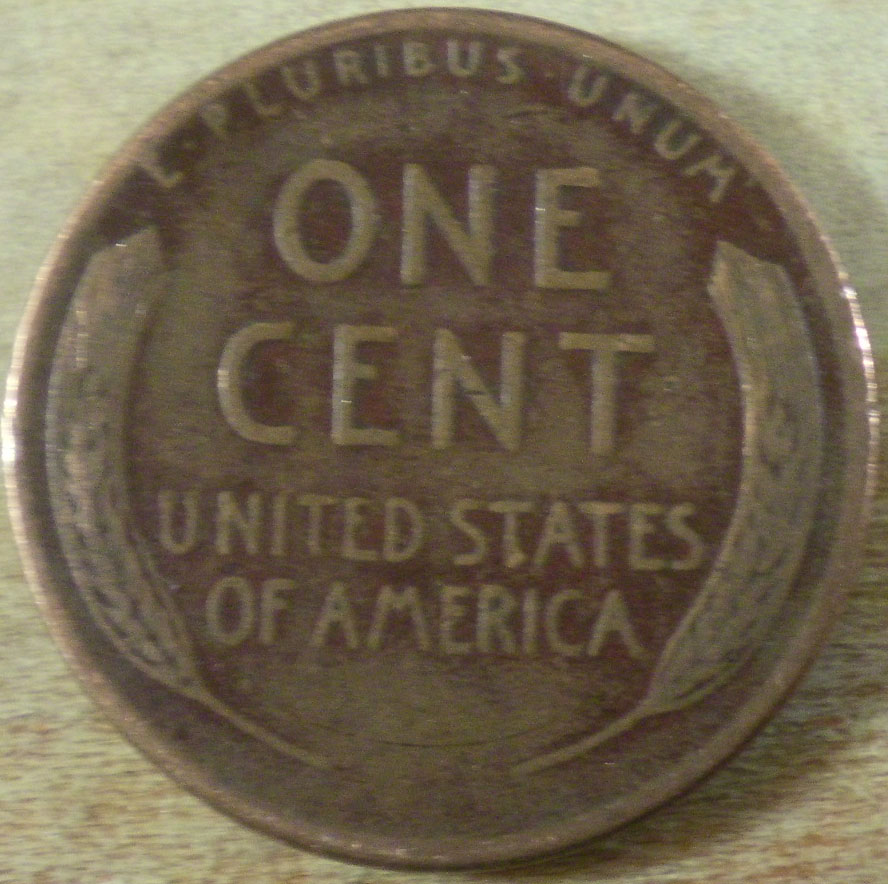 E · PLURIBUS · UNUM
ONE
CENT
UNITED STATES
OF AMERICA